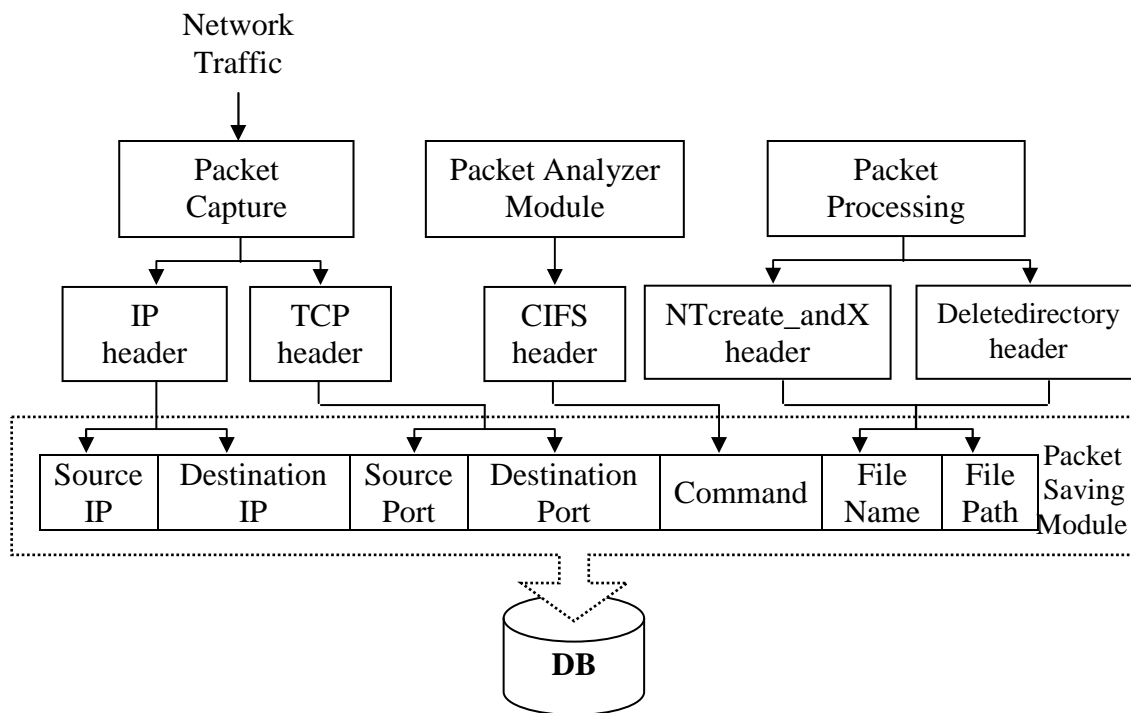 Network
Traffic
Packet
Capture
Packet Analyzer
Module
Packet
Processing
IP
header
TCP
header
CIFS
header
NTcreate_andX
header
Deletedirectory
header
Source
IP
Destination
IP
Source
Port
Destination
Port
Command
File
Name
File
Path
Packet
Saving
Module
DB